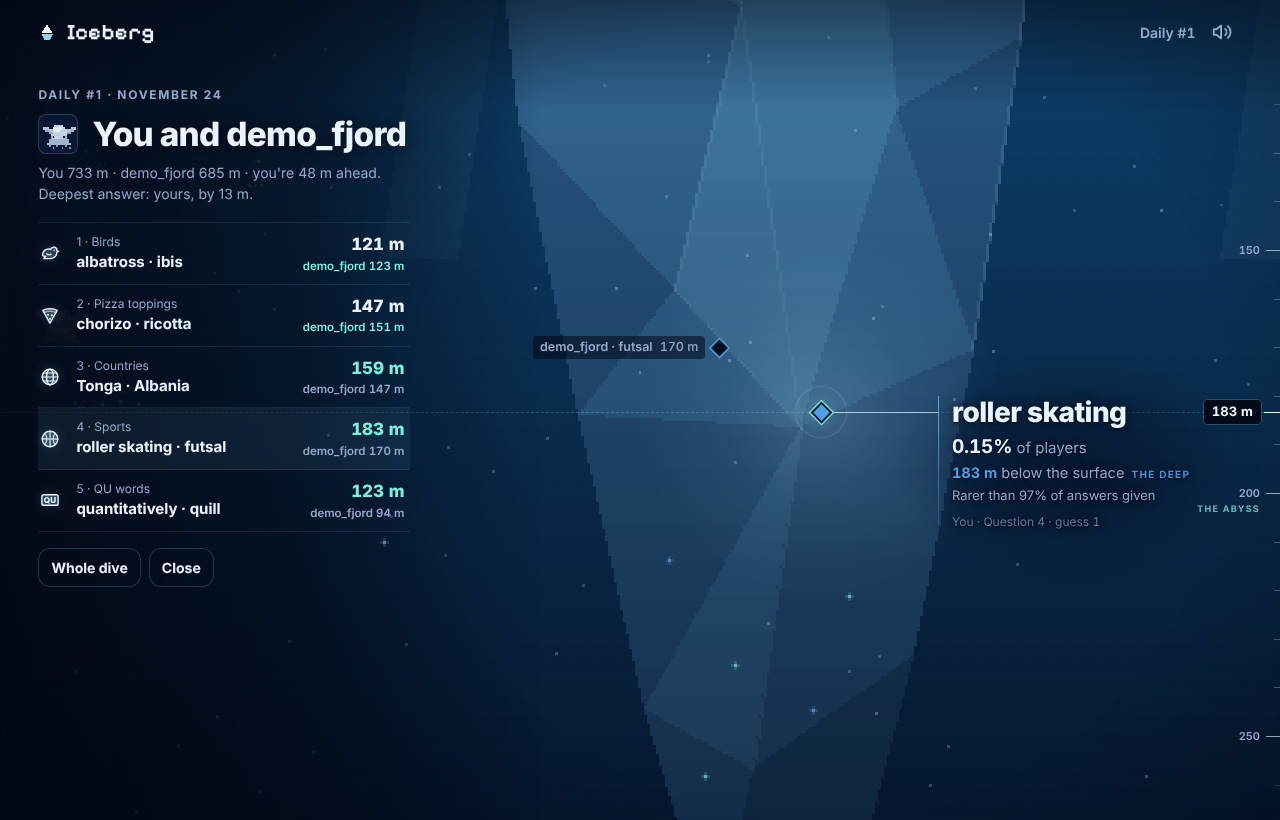 Iceberg
Daily #1
DAILY #1 · NOVEMBER 24
You and demo_fjord
You 733 m · demo_fjord 685 m · you're 48 m ahead.
Deepest answer: yours, by 13 m.
1 · Birds
albatross · ibis
121 m
demo_fjord 123 m
2 · Pizza toppings
chorizo · ricotta
147 m
demo_fjord 151 m
3 · Countries
Tonga · Albania
159 m
demo_fjord 147 m
4 · Sports
roller skating · futsal
183 m
demo_fjord 170 m
5 · QU words
QU
quantitatively · quill
123 m
demo_fjord 94 m
Whole dive
Close
demo_fjord · futsal 170 m
roller skating
0.15% of players
183 m below the surface THE DEEP
Rarer than 97% of answers given
You · Question 4 · guess 1
150
183 m
200
THE ABYSS
250